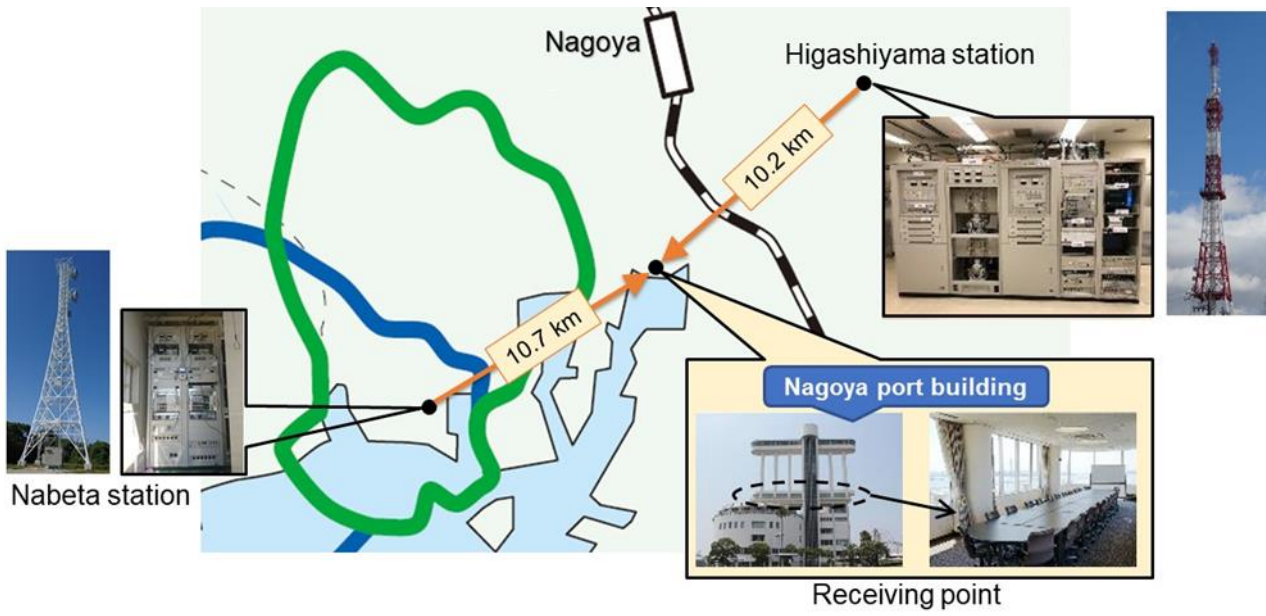 Nagoya
Higashiyama station
10.2 km
10.7 km
Nabeta station
Nagoya port building
Receiving point